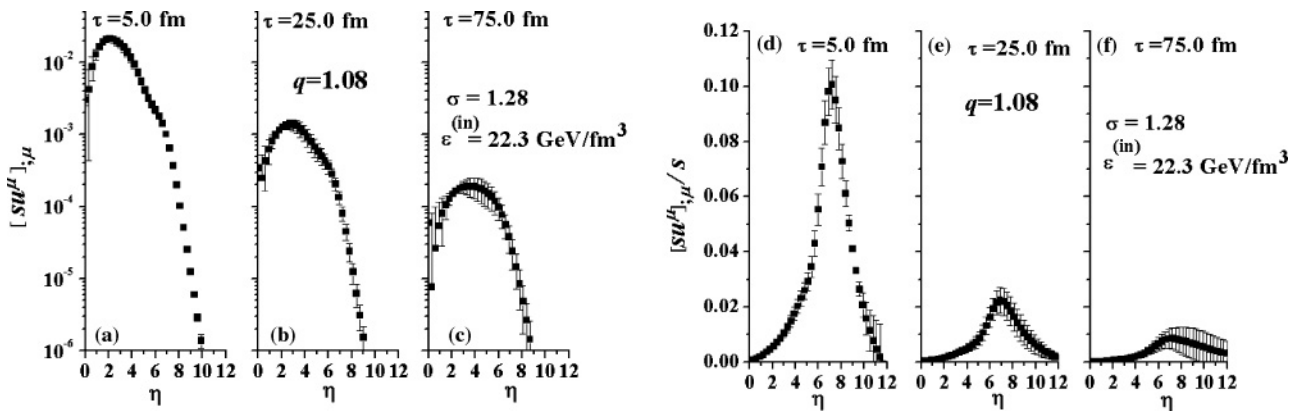 τ=5.0 fm
τ=25.0 fm
τ=75.0 fm
q=1.08
σ = 1.28
ε(in) = 22.3 GeV/fm3
[suμ];μ
10-2
10-3
10-4
10-5
10-6
(a)
(b)
(c)
0 2 4 6 8 10 12
0 2 4 6 8 10 12
0 2 4 6 8 10 12
η
η
η
(d) τ=5.0 fm
(e) τ=25.0 fm
(f) τ=75.0 fm
q=1.08
σ = 1.28
ε(in) = 22.3 GeV/fm3
[suμ];μ/s
0.12
0.10
0.08
0.06
0.04
0.02
0.00
0 2 4 6 8 10 12
0 2 4 6 8 10 12
0 2 4 6 8 10 12
η
η
η